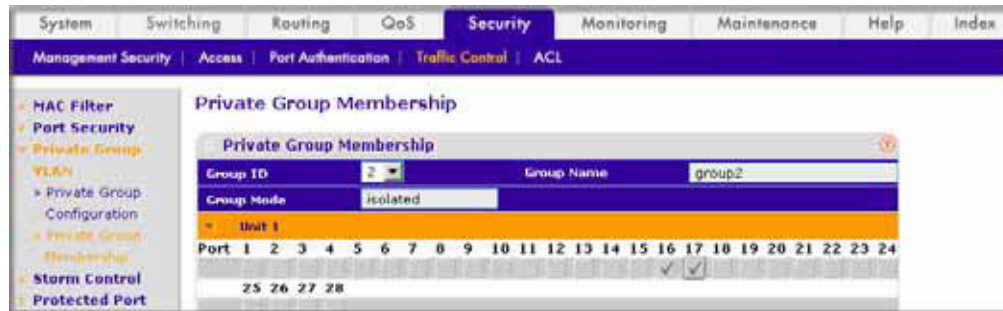 System Switching Routing QoS Security Monitoring Maintenance Help Index
Management Security Access Port Authentication Traffic Control ACL
MAC Filter
Port Security
Private Group
VLAN
Private Group
Configuration
Private Group
Membership
Storm Control
Protected Port
Private Group Membership
Private Group Membership
Group ID 2 Group Name group2
Group Mode isolated
Unit 1
Port 1 2 3 4 5 6 7 8 9 10 11 12 13 14 15 16 17 18 19 20 21 22 23 24
25 26 27 28